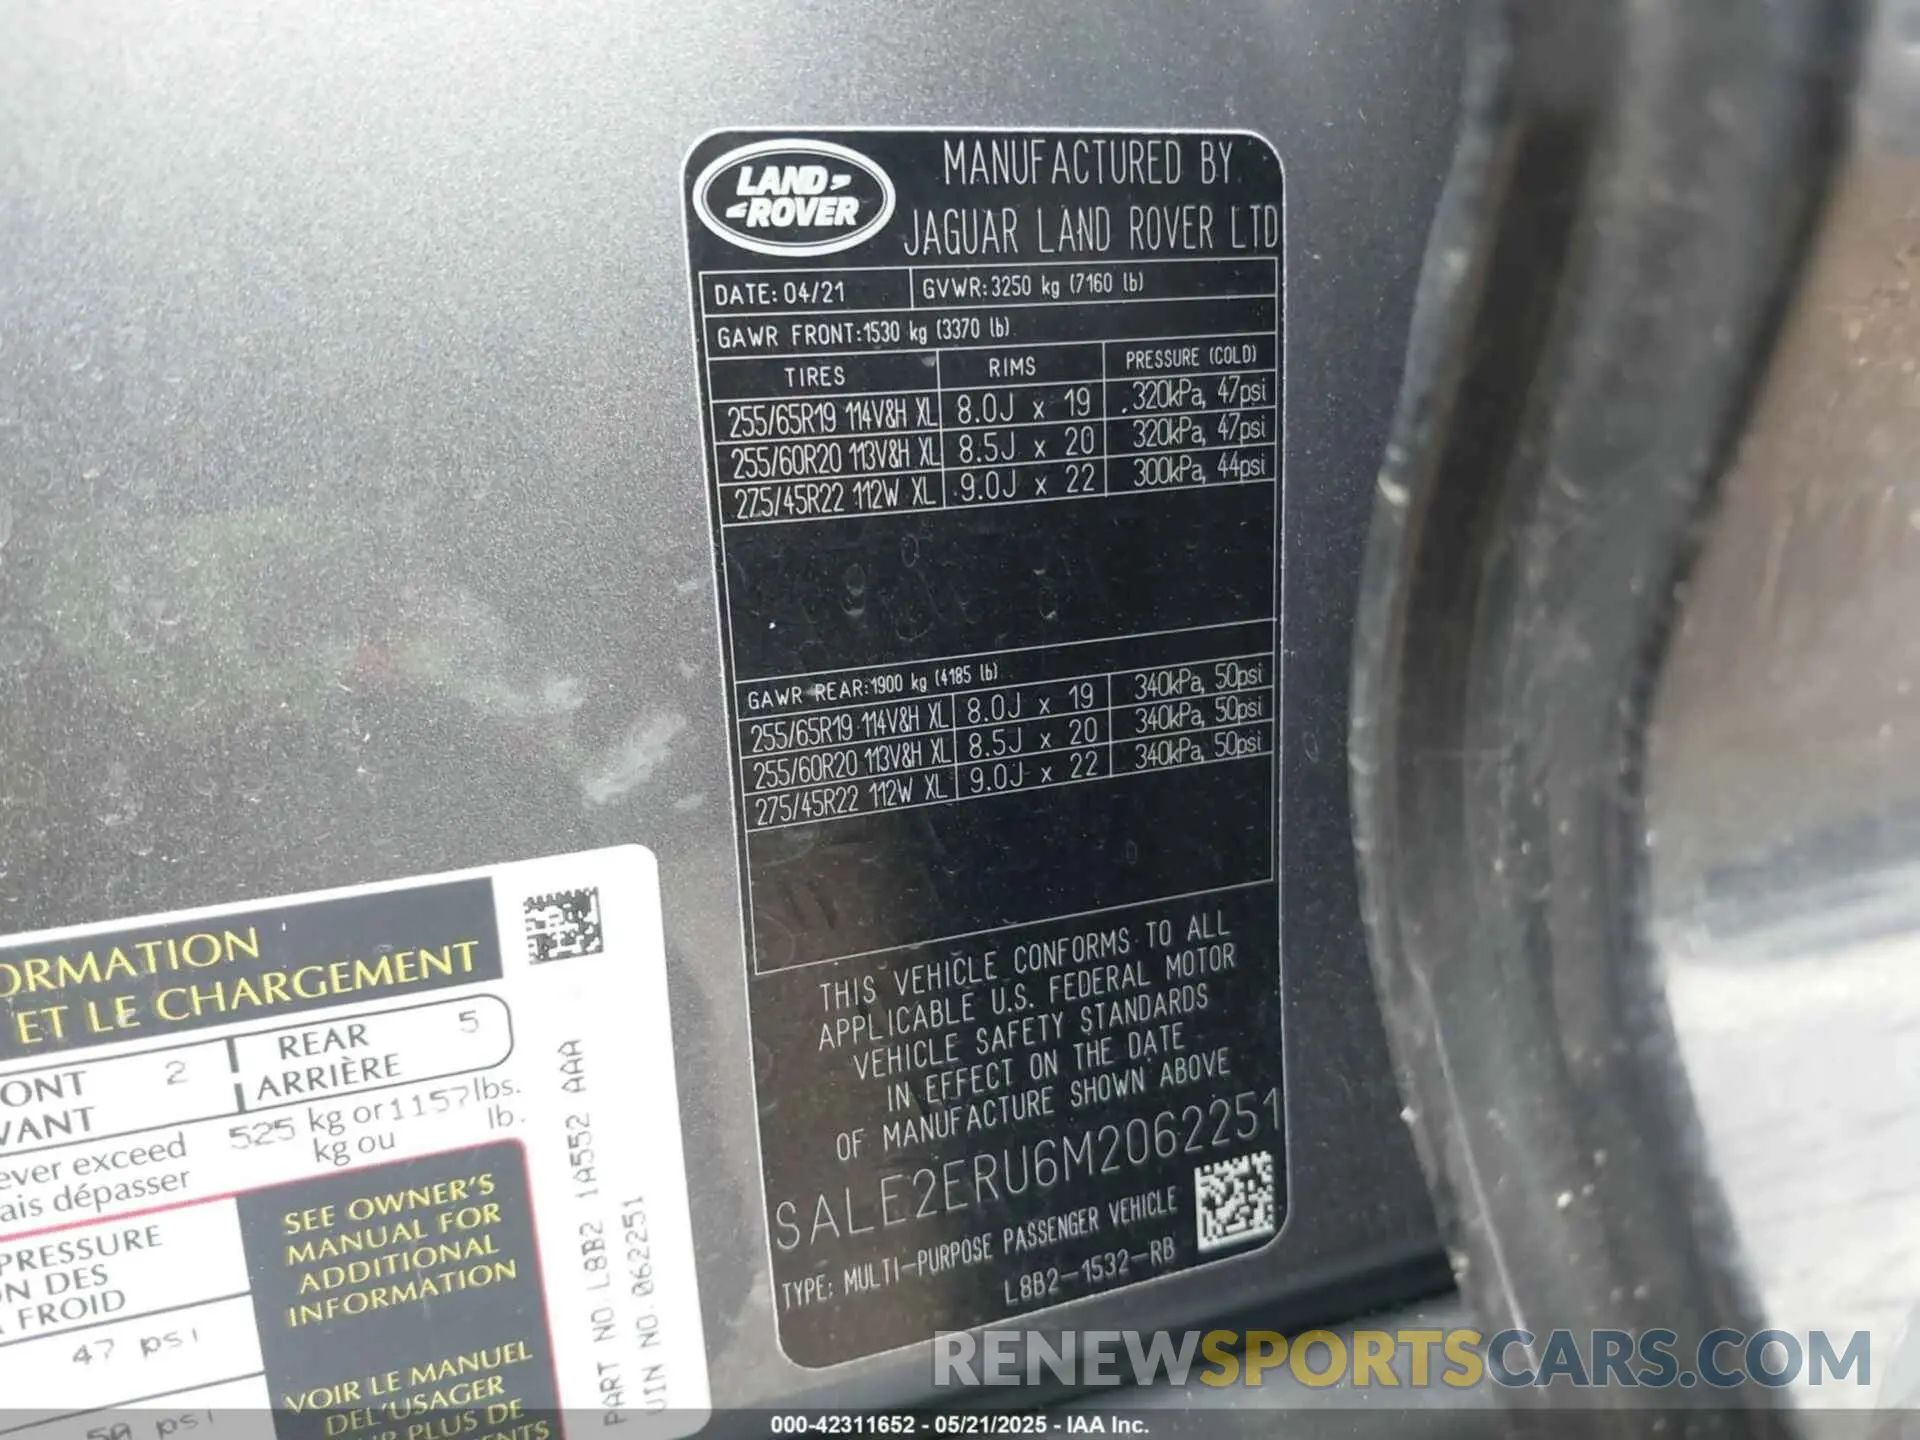 LAND
ROVER
MANUFACTURED BY
JAGUAR LAND ROVER LTD
DATE: 04/21 GVWR: 3250 kg (7160 lb)
GAWR FRONT: 1530 kg (3370 lb)
TIRES RIMS PRESSURE (COLD)
255/65R19 114V&H XL 8.0J x 19 320kPa, 47psi
255/60R20 113V&H XL 8.5J x 20 320kPa, 47psi
275/45R22 112W XL 9.0J x 22 300kPa, 44psi
GAWR REAR: 1900 kg (4185 lb)
255/65R19 114V&H XL 8.0J x 19 340kPa, 50psi
255/60R20 113V&H XL 8.5J x 20 340kPa, 50psi
275/45R22 112W XL 9.0J x 22 340kPa, 50psi
THIS VEHICLE CONFORMS TO ALL
APPLICABLE U.S. FEDERAL MOTOR
VEHICLE SAFETY STANDARDS
IN EFFECT ON THE DATE
OF MANUFACTURE SHOWN ABOVE
SALE2ERU6M2062251
TYPE: MULTI-PURPOSE PASSENGER VEHICLE
L8B2-1532-RB
ORMATION
ET LE CHARGEMENT
ONT 2 REAR 5
VANT ARRIÈRE
ever exceed 525 kg or 1157 lbs.
ais dépasser kg ou lb.
PRESSURE
N DES
FROID
47 psi
50 psi
SEE OWNER'S
MANUAL FOR
ADDITIONAL
INFORMATION
VOIR LE MANUEL
DE L'USAGER
PLUS DE
PART NO. L8B2 1A552 AAA
VIN NO. 062251
RENEWSPORTSCARS.COM
000-42311652 - 05/21/2025 - IAA Inc.